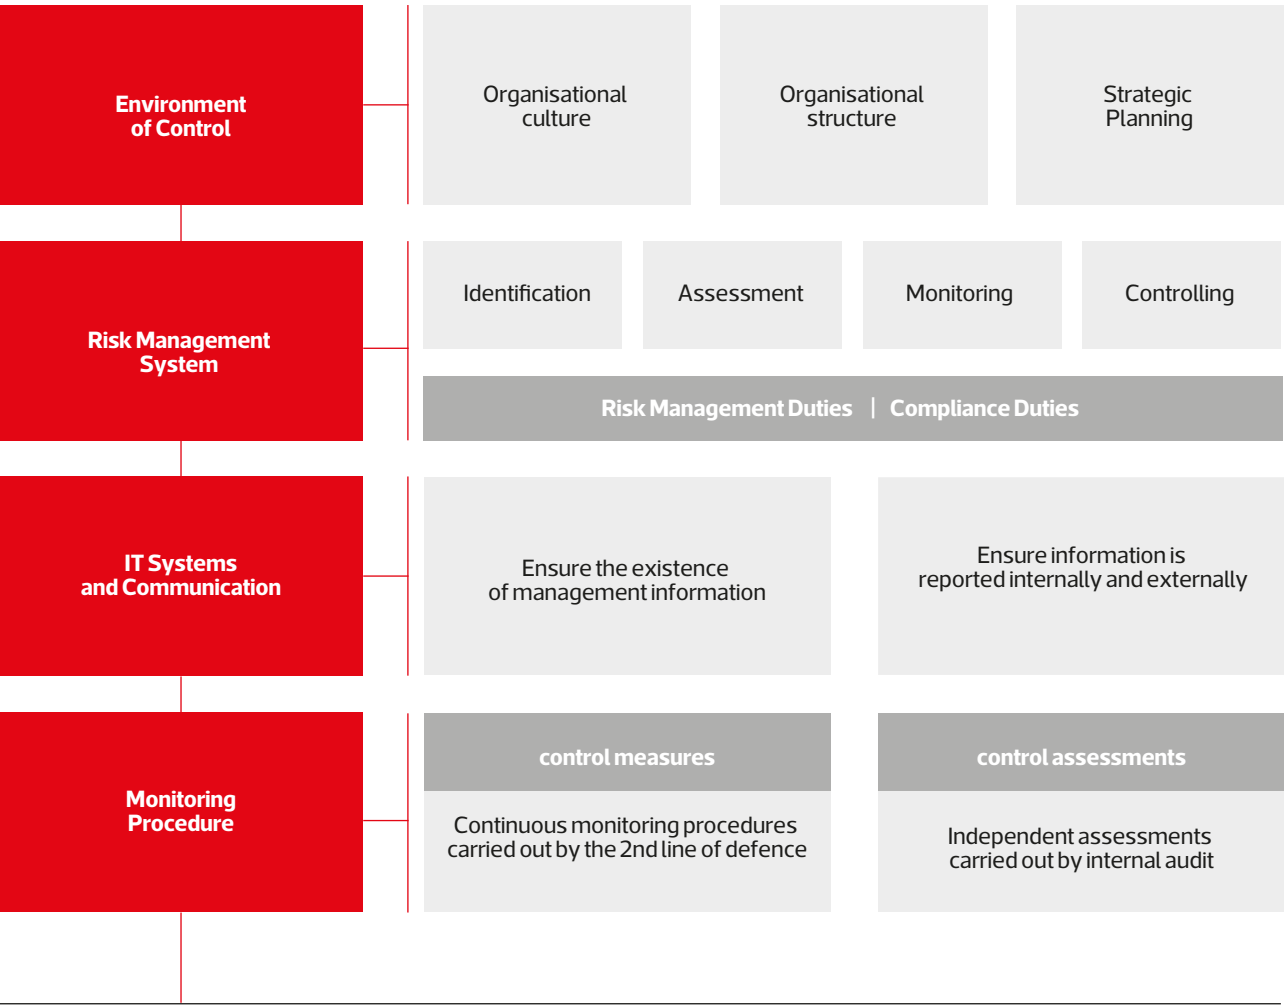 Environment
of Control
Organisational
culture
Organisational
structure
Strategic
Planning
Risk Management
System
Identification
Assessment
Monitoring
Controlling
Risk Management Duties | Compliance Duties
IT Systems
and Communication
Ensure the existence
of management information
Ensure information is
reported internally and externally
Monitoring
Procedure
control measures
Continuous monitoring procedures
carried out by the 2nd line of defence
control assessments
Independent assessments
carried out by internal audit